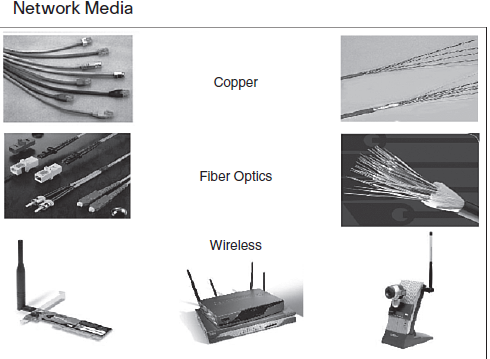 Network Media
Copper
Fiber Optics
Wireless